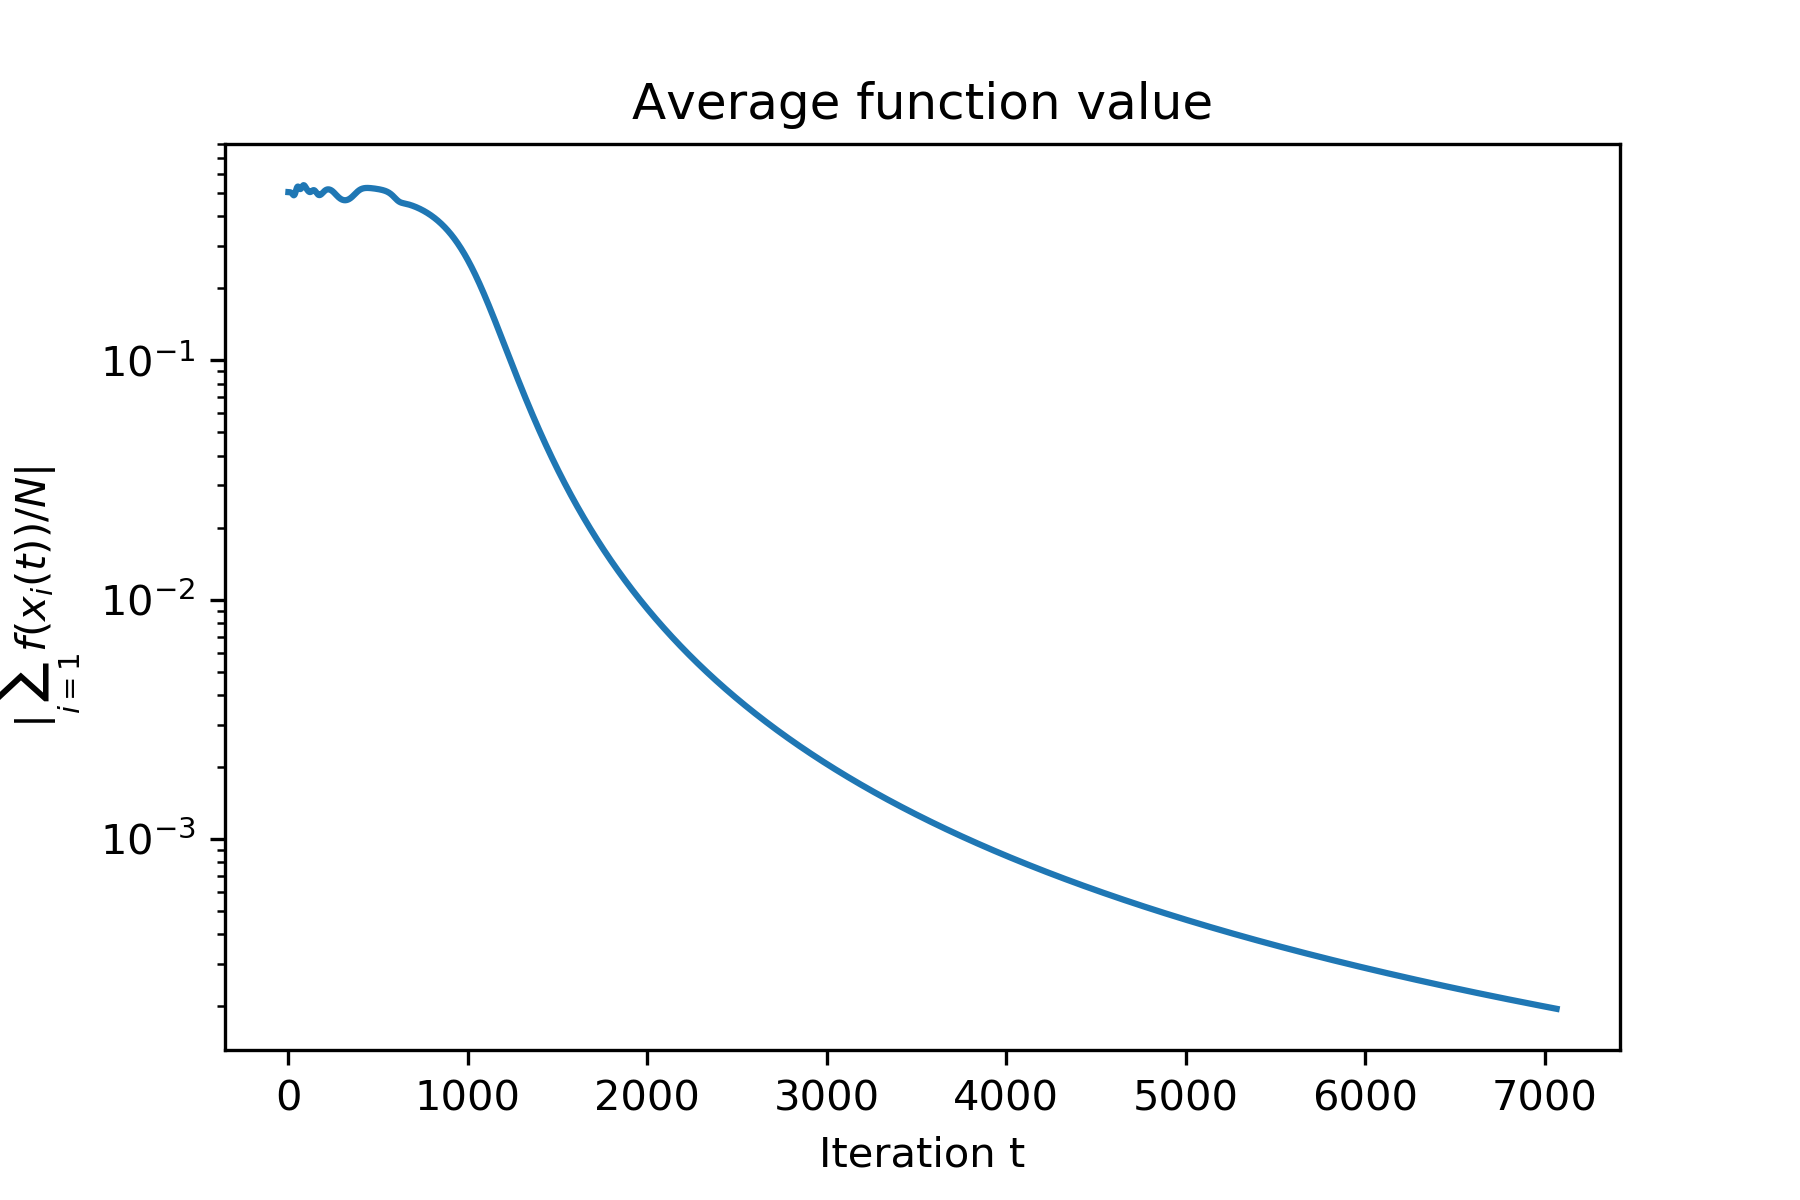 Average function value
|∑_{i=1} f(x_i(t))/N|
10^{-1}
10^{-2}
10^{-3}
0 1000 2000 3000 4000 5000 6000 7000
Iteration t